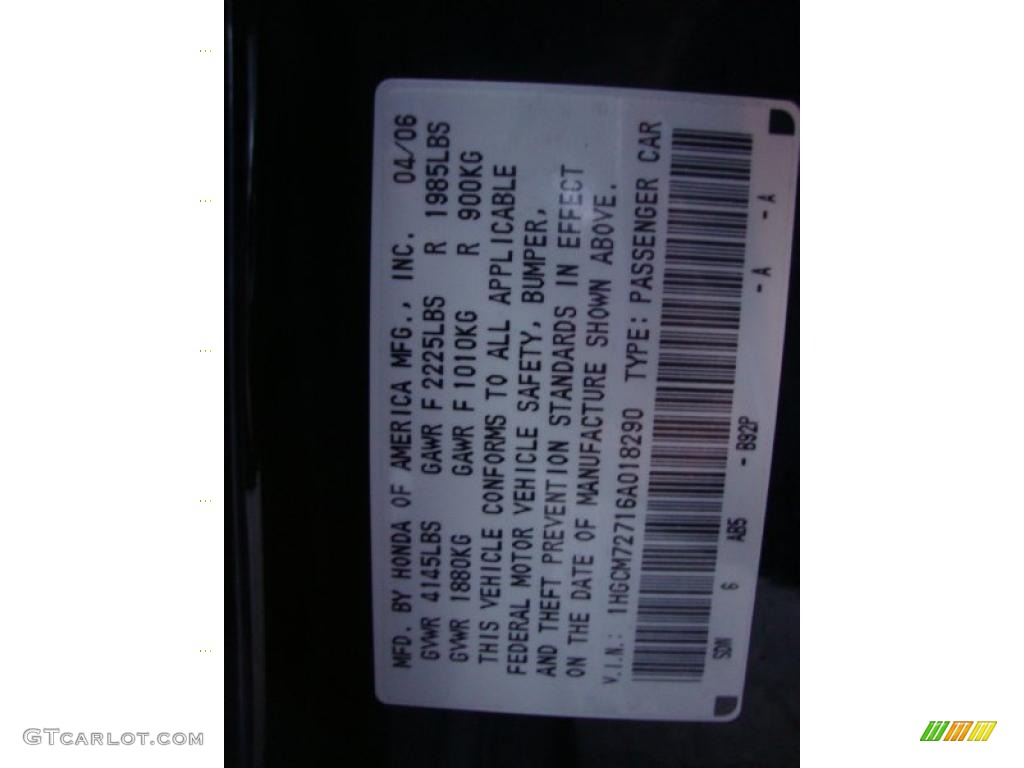 MFD. BY HONDA OF AMERICA MFG., INC. 04/06
GVWR 4145LBS GAWR F 2225LBS R 1985LBS
GVWR 1880KG GAWR F 1010KG R 900KG
THIS VEHICLE CONFORMS TO ALL APPLICABLE
FEDERAL MOTOR VEHICLE SAFETY, BUMPER,
AND THEFT PREVENTION STANDARDS IN EFFECT
ON THE DATE OF MANUFACTURE SHOWN ABOVE.
V.I.N.: 1HGCM72716A018290 TYPE: PASSENGER CAR
SDN 6 AB5 - B92P - A - A
GTCARLOT.COM